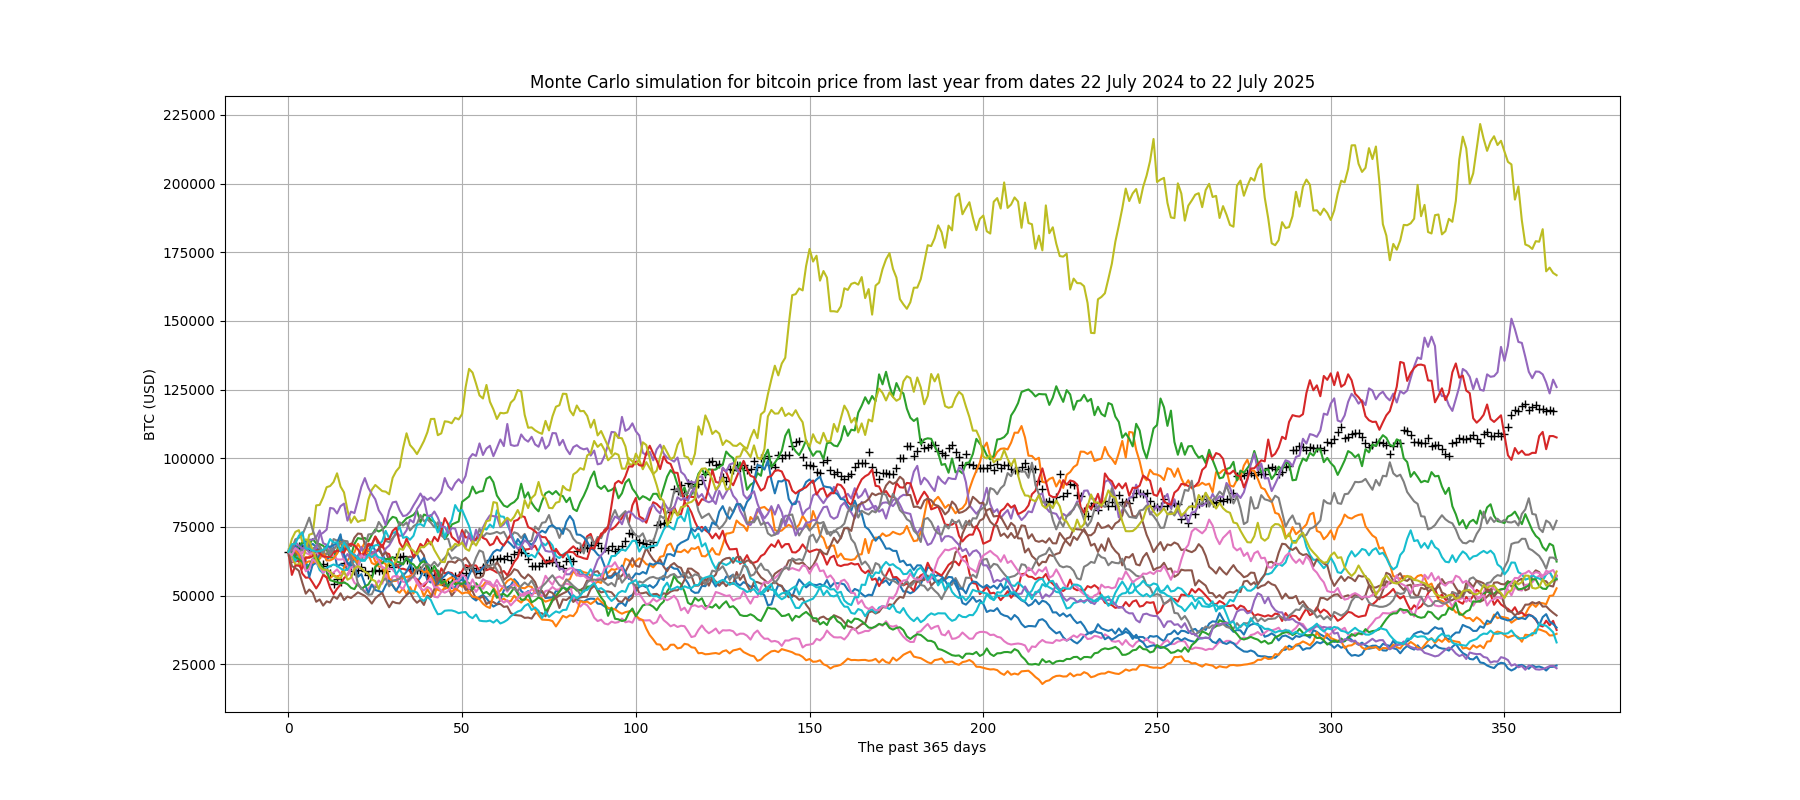 Monte Carlo simulation for bitcoin price from last year from dates 22 July 2024 to 22 July 2025
225000
200000
175000
150000
125000
100000
75000
50000
25000
BTC (USD)
0 50 100 150 200 250 300 350
The past 365 days